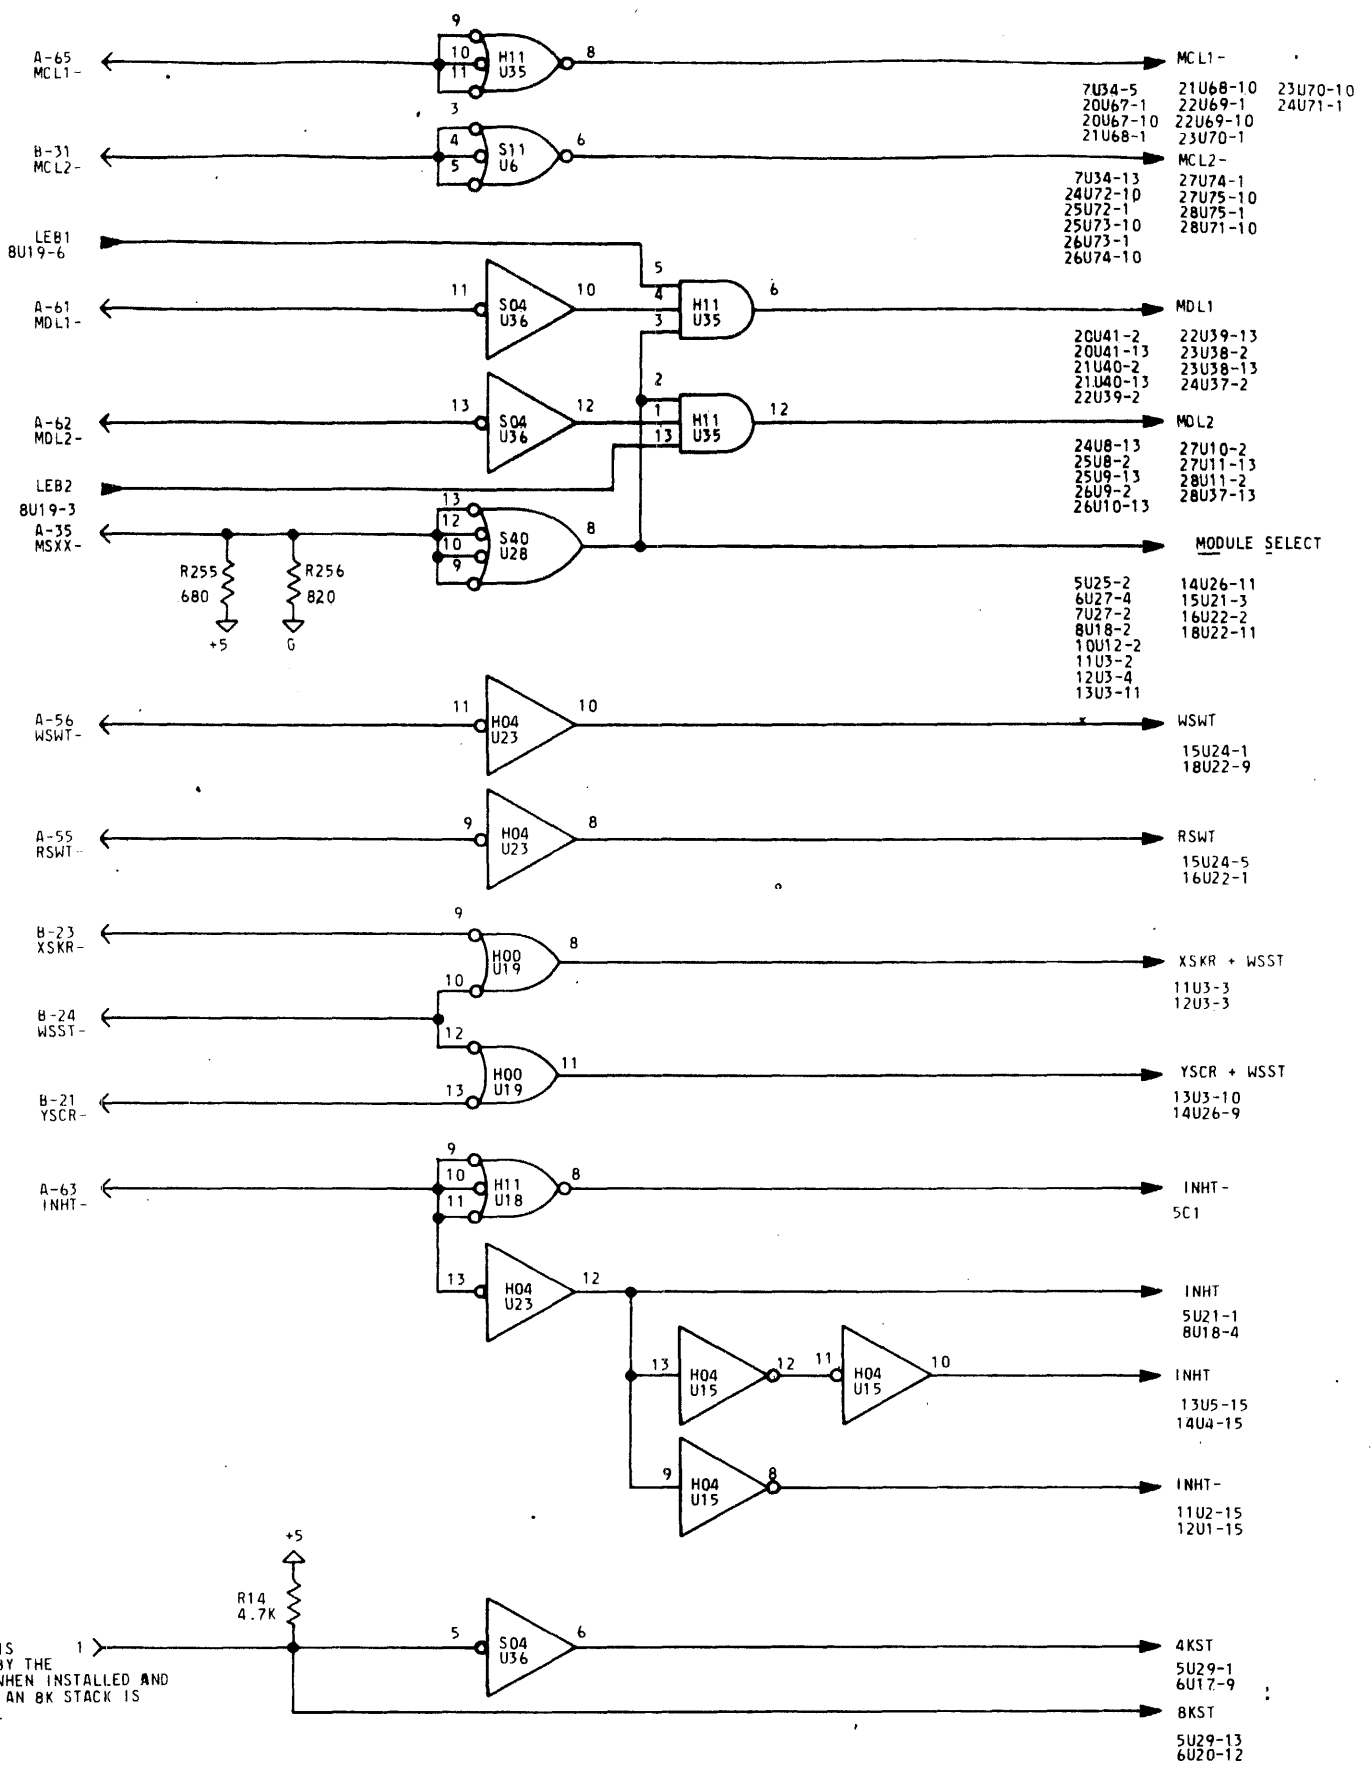 9
A-65
MCL1-
10
11
H11
U35
8
MCL1-
7U34-5
20U67-1
20U67-10
21U68-1
21U68-10
22U69-1
22U69-10
23U70-1
23U70-10
24U71-1
3
B-31
MCL2-
4
5
S11
U6
6
MCL2-
7U34-13
24U72-10
25U72-1
25U73-10
26U73-1
26U74-10
27U74-1
27U75-10
28U75-1
28U71-10
LEB1
8U19-6
A-61
MDL1-
11
S04
U36
10
5
4
3
H11
U35
6
MDL1
20U41-2
20U41-13
21U40-2
21U40-13
22U39-2
22U39-13
23U38-2
23U38-13
24U37-2
A-62
MDL2-
13
S04
U36
12
2
1
13
H11
U35
12
MDL2
24U8-13
25U8-2
25U9-13
26U9-2
26U10-13
27U10-2
27U11-13
28U11-2
28U37-13
LEB2
8U19-3
A-35
MSXX-
13
12
10
9
S40
U28
8
MODULE SELECT
R255
680
+5
R256
820
G
5U25-2
6U27-4
7U27-2
8U18-2
10U12-2
11U3-2
12U3-4
13U3-11
14U26-11
15U21-3
16U22-2
18U22-11
A-56
WSWT-
11
H04
U23
10
WSWT
15U24-1
18U22-9
A-55
RSWT-
9
H04
U23
8
RSWT
15U24-5
16U22-1
B-23
XSKR-
9
10
H00
U19
8
XSKR + WSST
11U3-3
12U3-3
B-24
WSST-
12
13
H00
U19
11
YSCR + WSST
13U3-10
14U26-9
B-21
YSCR-
A-63
INHT-
9
10
11
H11
U18
8
INHT-
5C1
13
H04
U23
12
INHT
5U21-1
8U18-4
13
H04
U15
12
11
H04
U15
10
INHT
13U5-15
14U4-15
9
H04
U15
8
INHT-
11U2-15
12U1-15
+5
R14
4.7K
IS
1
BY THE
WHEN INSTALLED AND
AN 8K STACK IS
5
S04
U36
6
4KST
5U29-1
6U17-9
8KST
5U29-13
6U20-12